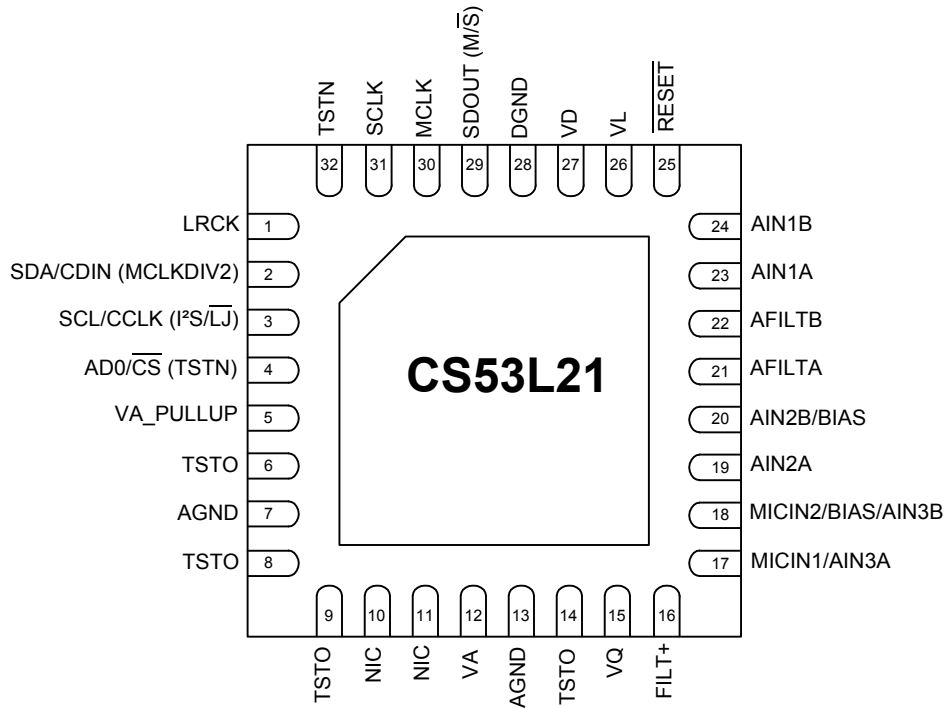 TSTN
SCLK
MCLK
SDOUT (M/S̅)
DGND
VD
VL
R̅E̅S̅E̅T̅
32
31
30
29
28
27
26
25
LRCK 1
SDA/CDIN (MCLKDIV2) 2
SCL/CCLK (I²S/L̅J̅) 3
AD0/C̅S̅ (TSTN) 4
VA_PULLUP 5
TSTO 6
AGND 7
TSTO 8
CS53L21
24 AIN1B
23 AIN1A
22 AFILTB
21 AFILTA
20 AIN2B/BIAS
19 AIN2A
18 MICIN2/BIAS/AIN3B
17 MICIN1/AIN3A
9
10
11
12
13
14
15
16
TSTO
NIC
NIC
VA
AGND
TSTO
VQ
FILT+